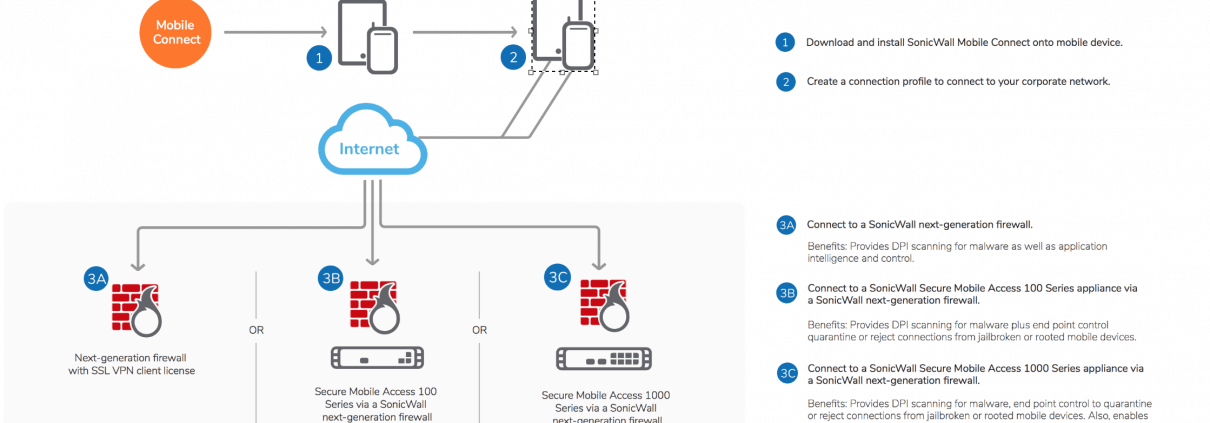 Mobile
Connect
1
2
1 Download and install SonicWall Mobile Connect onto mobile device.
2 Create a connection profile to connect to your corporate network.
Internet
3A
3B
3C
OR
OR
Next-generation firewall
with SSL VPN client license
Secure Mobile Access 100
Series via a SonicWall
next-generation firewall
Secure Mobile Access 1000
Series via a SonicWall
next-generation firewall
3A Connect to a SonicWall next-generation firewall.
Benefits: Provides DPI scanning for malware as well as application
intelligence and control.
3B Connect to a SonicWall Secure Mobile Access 100 Series appliance via
a SonicWall next-generation firewall.
Benefits: Provides DPI scanning for malware plus end point control
quarantine or reject connections from jailbroken or rooted mobile devices.
3C Connect to a SonicWall Secure Mobile Access 1000 Series appliance via
a SonicWall next-generation firewall.
Benefits: Provides DPI scanning for malware, end point control to quarantine
or reject connections from jailbroken or rooted mobile devices. Also, enables